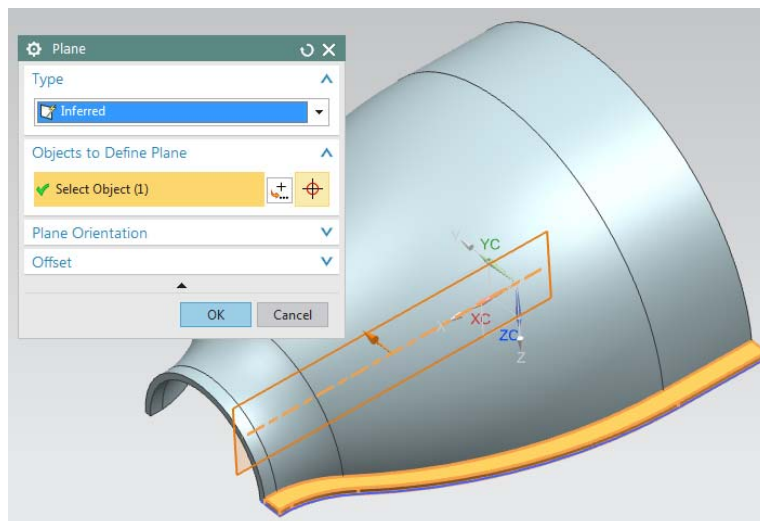 Plane
Type
Inferred
Objects to Define Plane
Select Object (1)
Plane Orientation
Offset
OK
Cancel
YC
XC
X
ZC
Z